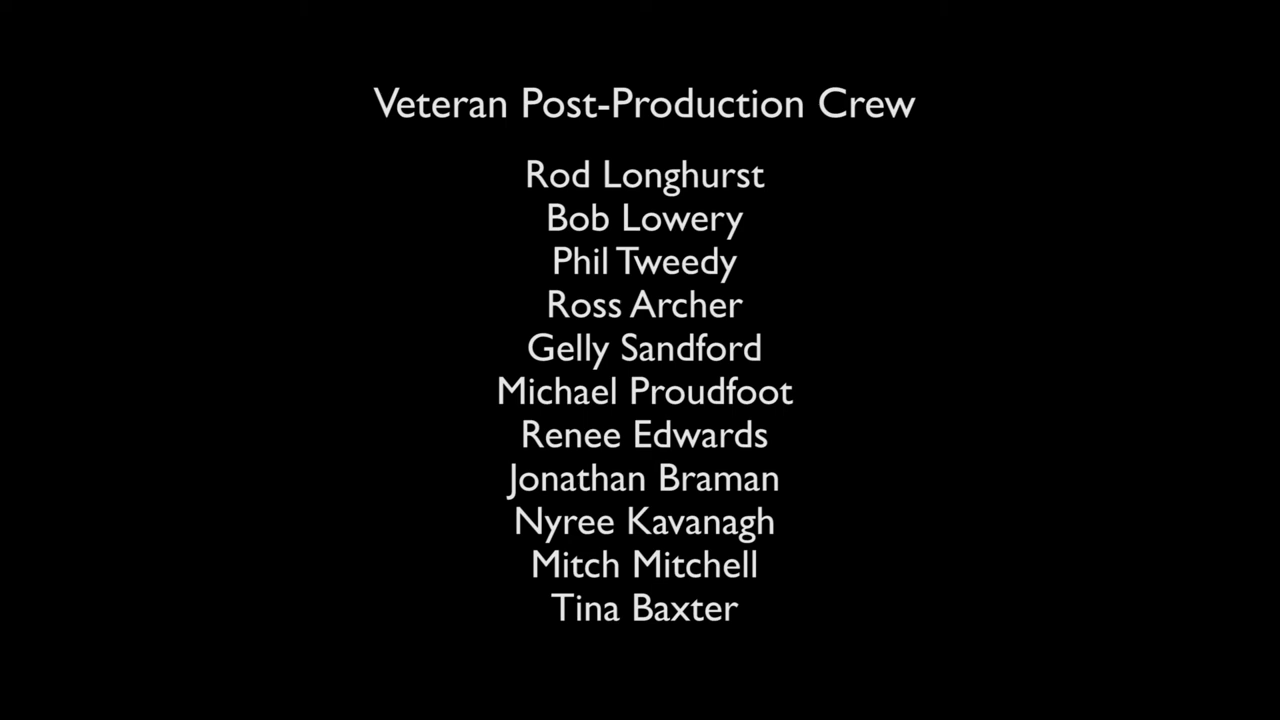 Veteran Post-Production Crew
Rod Longhurst
Bob Lowery
Phil Tweedy
Ross Archer
Gelly Sandford
Michael Proudfoot
Renee Edwards
Jonathan Braman
Nyree Kavanagh
Mitch Mitchell
Tina Baxter